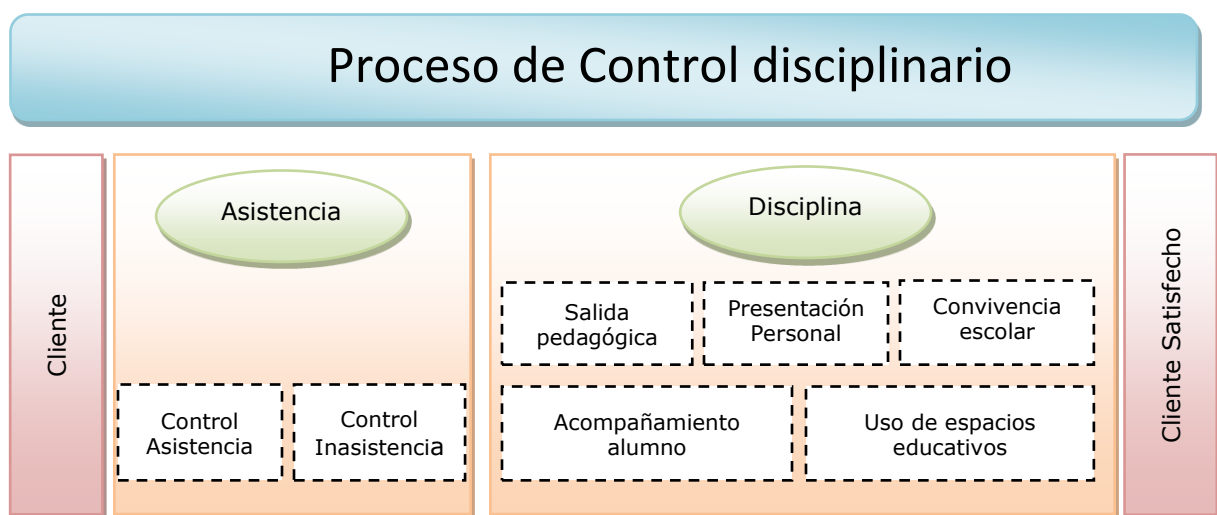 Proceso de Control disciplinario
Cliente
Asistencia
Control
Asistencia
Control
Inasistencia
Disciplina
Salida
pedagógica
Presentación
Personal
Convivencia
escolar
Acompañamiento
alumno
Uso de espacios
educativos
Cliente Satisfecho